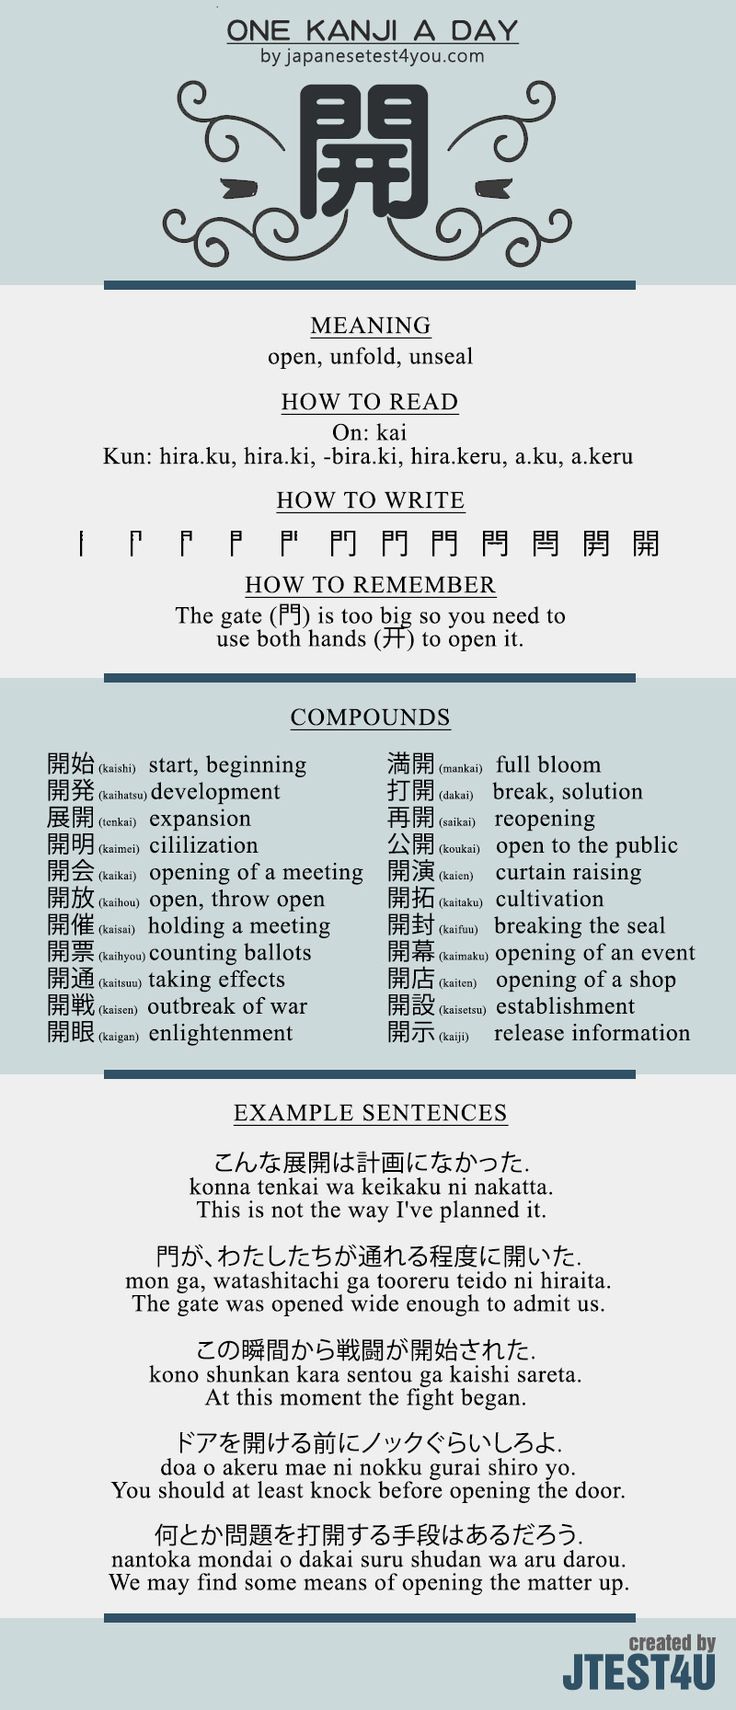 ONE KANJI A DAY
by japanesetest4you.com
開
MEANING
open, unfold, unseal
HOW TO READ
On: kai
Kun: hira.ku, hira.ki, -bira.ki, hira.keru, a.ku, a.keru
HOW TO WRITE
開
HOW TO REMEMBER
The gate (門) is too big so you need to
use both hands (开) to open it.
COMPOUNDS
開始 (kaishi) start, beginning
開発 (kaihatsu) development
展開 (tenkai) expansion
開明 (kaimei) cililization
開会 (kaikai) opening of a meeting
開放 (kaihou) open, throw open
開催 (kaisai) holding a meeting
開票 (kaihyou) counting ballots
開通 (kaitsuu) taking effects
開戦 (kaisen) outbreak of war
開眼 (kaigan) enlightenment
満開 (mankai) full bloom
打開 (dakai) break, solution
再開 (saikai) reopening
公開 (koukai) open to the public
開演 (kaien) curtain raising
開拓 (kaitaku) cultivation
開封 (kaifuu) breaking the seal
開幕 (kaimaku) opening of an event
開店 (kaiten) opening of a shop
開設 (kaisetsu) establishment
開示 (kaiji) release information
EXAMPLE SENTENCES
こんな展開は計画になかった.
konna tenkai wa keikaku ni nakatta.
This is not the way I've planned it.
門が、わたしたちが通れる程度に開いた.
mon ga, watashitachi ga tooreru teido ni hiraita.
The gate was opened wide enough to admit us.
この瞬間から戦闘が開始された.
kono shunkan kara sentou ga kaishi sareta.
At this moment the fight began.
ドアを開ける前にノックぐらいしろよ.
doa o akeru mae ni nokku gurai shiro yo.
You should at least knock before opening the door.
何とか問題を打開する手段はあるだろう.
nantoka mondai o dakai suru shudan wa aru darou.
We may find some means of opening the matter up.
created by
JTEST4U